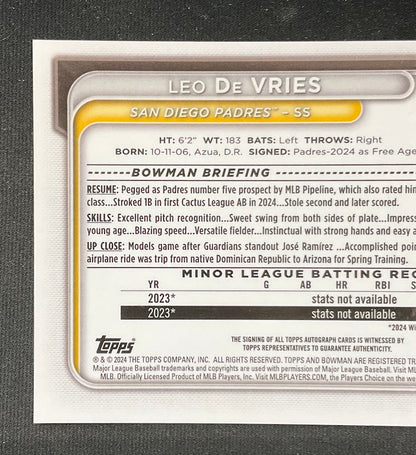 LEO DE VRIES
SAN DIEGO PADRES™ – SS
HT: 6'2" WT: 183 BATS: Left THROWS: Right
BORN: 10-11-06, Azua, D.R. SIGNED: Padres-2024 as Free Age
BOWMAN BRIEFING
RESUME: Pegged as Padres number five prospect by MLB Pipeline, which also rated him
class...Stroked 1B in first Cactus League AB in 2024...Stole second and later scored.
SKILLS: Excellent pitch recognition...Sweet swing from both sides of plate...Impres
young age...Blazing speed...Versatile fielder...Instinctual with strong hands and easy a
UP CLOSE: Models game after Guardians standout José Ramírez ...Accomplished poin
airplane ride was trip from native Dominican Republic to Arizona for Spring Training.
MINOR LEAGUE BATTING REC
YR G AB HR RBI S
2023* stats not available
2023* stats not available
*2024 Wi
topps
THE SIGNING OF ALL TOPPS AUTOGRAPH CARDS IS WITNESSED BY
TOPPS REPRESENTATIVES TO GUARANTEE AUTHENTICITY.
® & © 2024 THE TOPPS COMPANY, INC. ALL RIGHTS RESERVED. TOPPS AND BOWMAN ARE REGISTERED TR
Major League Baseball trademarks and copyrights are used with permission of Major League Baseball. Visit ML
MLB. Officially Licensed Product of MLB Players, Inc. Visit MLBPLAYERS.COM, the Players Choice on the w